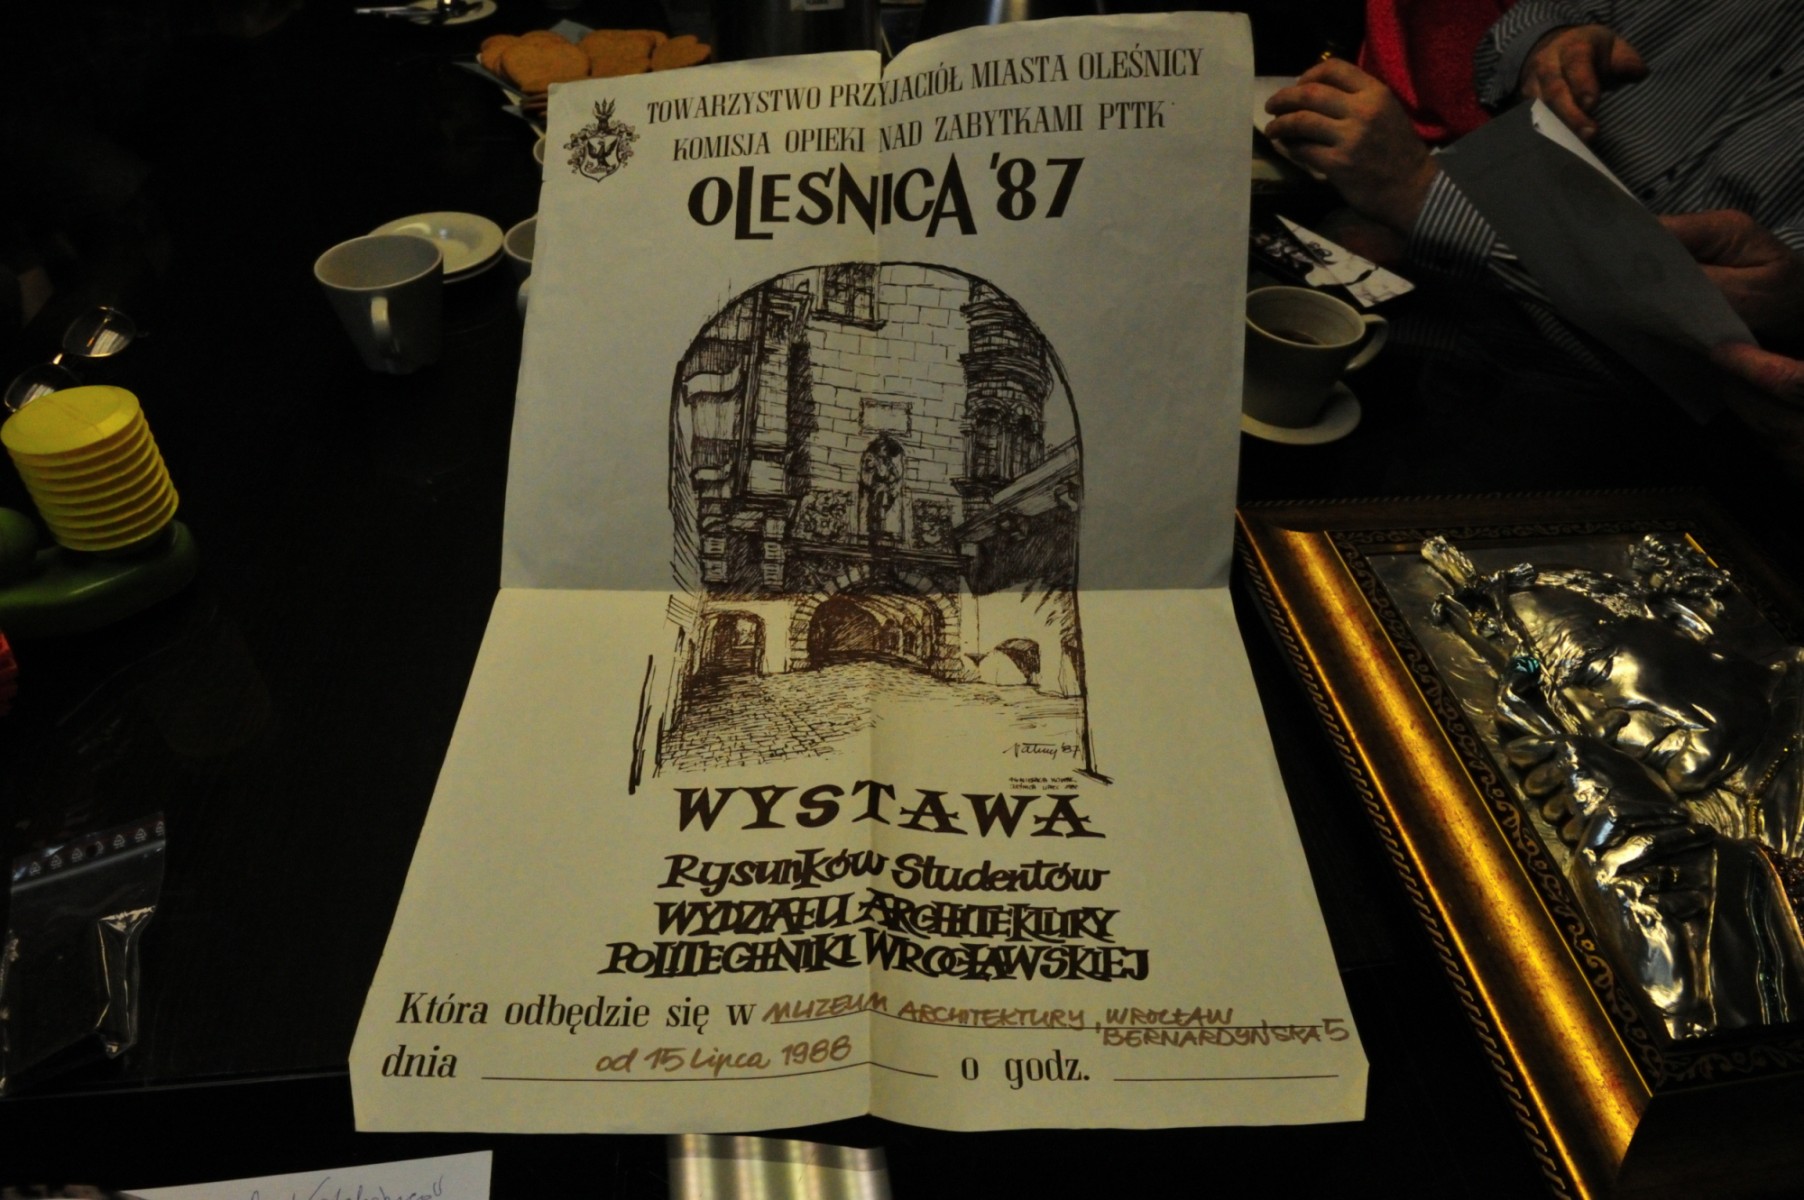 TOWARZYSTWO PRZYJACIÓŁ MIASTA OLEŚNICY
KOMISJA OPIEKI NAD ZABYTKAMI PTTK
OLEŚNICA '87
'87
WYSTAWA
Rysunków Studentów
WYDZIAŁU ARCHITEKTURY
POLITECHNIKI WROCŁAWSKIEJ
Która odbędzie się w MUZEUM ARCHITEKTURY, WROCŁAW
BERNARDYŃSKA 5
dnia od 15 Lipca 1988 o godz.